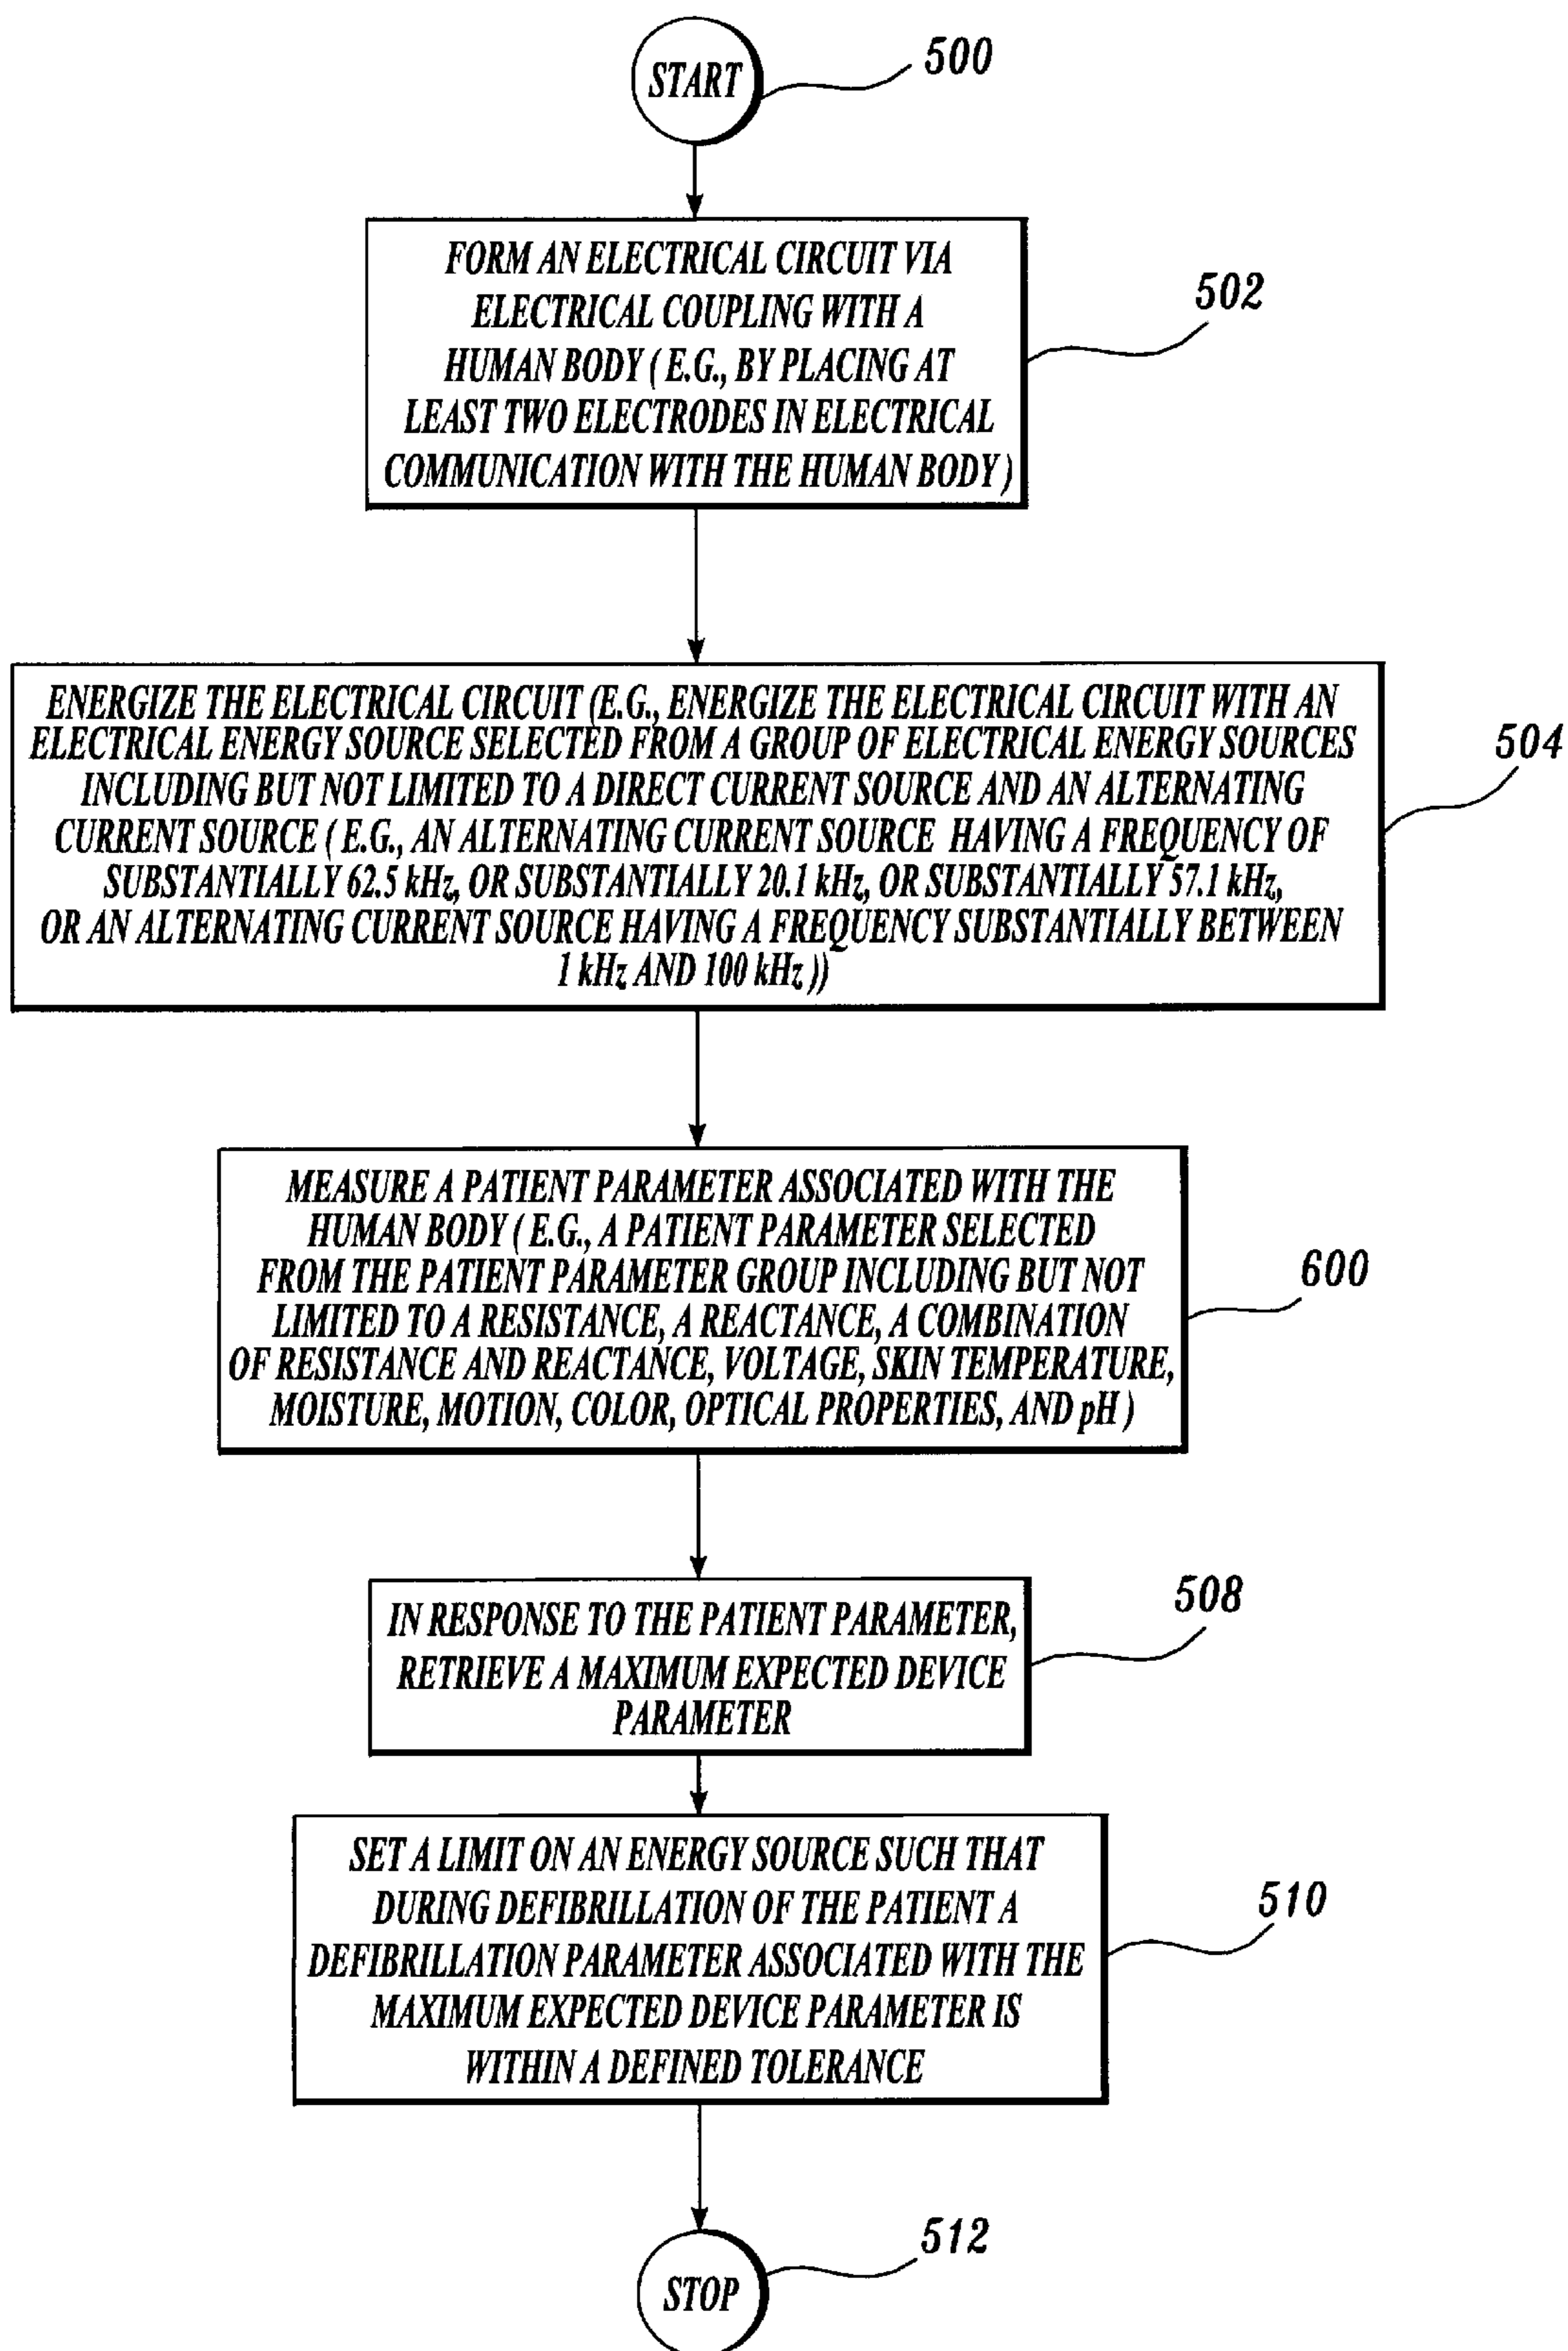 START
500
FORM AN ELECTRICAL CIRCUIT VIA
ELECTRICAL COUPLING WITH A
HUMAN BODY ( E.G., BY PLACING AT
LEAST TWO ELECTRODES IN ELECTRICAL
COMMUNICATION WITH THE HUMAN BODY )
502
ENERGIZE THE ELECTRICAL CIRCUIT (E.G., ENERGIZE THE ELECTRICAL CIRCUIT WITH AN
ELECTRICAL ENERGY SOURCE SELECTED FROM A GROUP OF ELECTRICAL ENERGY SOURCES
INCLUDING BUT NOT LIMITED TO A DIRECT CURRENT SOURCE AND AN ALTERNATING
CURRENT SOURCE ( E.G., AN ALTERNATING CURRENT SOURCE HAVING A FREQUENCY OF
SUBSTANTIALLY 62.5 kHz, OR SUBSTANTIALLY 20.1 kHz, OR SUBSTANTIALLY 57.1 kHz,
OR AN ALTERNATING CURRENT SOURCE HAVING A FREQUENCY SUBSTANTIALLY BETWEEN
1 kHz AND 100 kHz ))
504
MEASURE A PATIENT PARAMETER ASSOCIATED WITH THE
HUMAN BODY ( E.G., A PATIENT PARAMETER SELECTED
FROM THE PATIENT PARAMETER GROUP INCLUDING BUT NOT
LIMITED TO A RESISTANCE, A REACTANCE, A COMBINATION
OF RESISTANCE AND REACTANCE, VOLTAGE, SKIN TEMPERATURE,
MOISTURE, MOTION, COLOR, OPTICAL PROPERTIES, AND pH )
600
IN RESPONSE TO THE PATIENT PARAMETER,
RETRIEVE A MAXIMUM EXPECTED DEVICE
PARAMETER
508
SET A LIMIT ON AN ENERGY SOURCE SUCH THAT
DURING DEFIBRILLATION OF THE PATIENT A
DEFIBRILLATION PARAMETER ASSOCIATED WITH THE
MAXIMUM EXPECTED DEVICE PARAMETER IS
WITHIN A DEFINED TOLERANCE
510
STOP
512